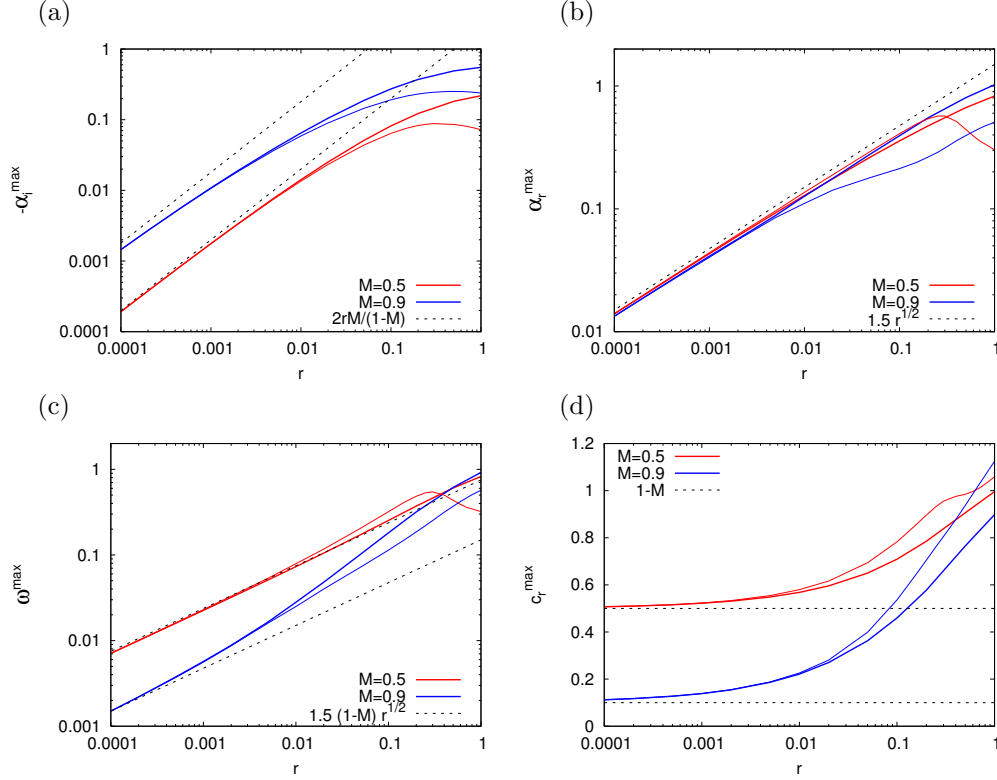 (a)
1
0.1
0.01
0.001
0.0001
0.0001 0.001 0.01 0.1 1
-α_i^max
r
M=0.5
M=0.9
2rM/(1-M)
(b)
1
0.1
0.01
0.0001 0.001 0.01 0.1 1
α_r^max
r
M=0.5
M=0.9
1.5 r^1/2
(c)
1
0.1
0.01
0.001
0.0001 0.001 0.01 0.1 1
ω^max
r
M=0.5
M=0.9
1.5 (1-M) r^1/2
(d)
1.2
1
0.8
0.6
0.4
0.2
0
0.0001 0.001 0.01 0.1 1
c_r^max
r
M=0.5
M=0.9
1-M